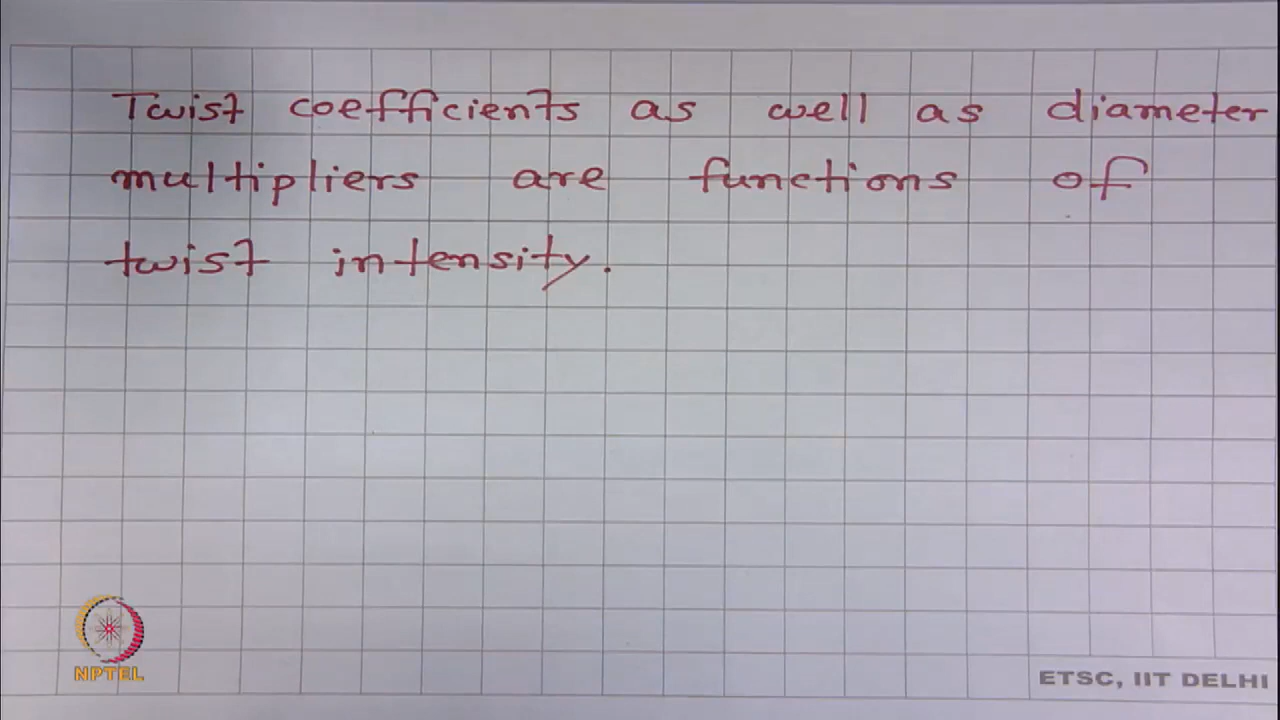 Twist coefficients as well as diameter
multipliers are functions of
twist intensity.
NPTEL
ETSC, IIT DELHI